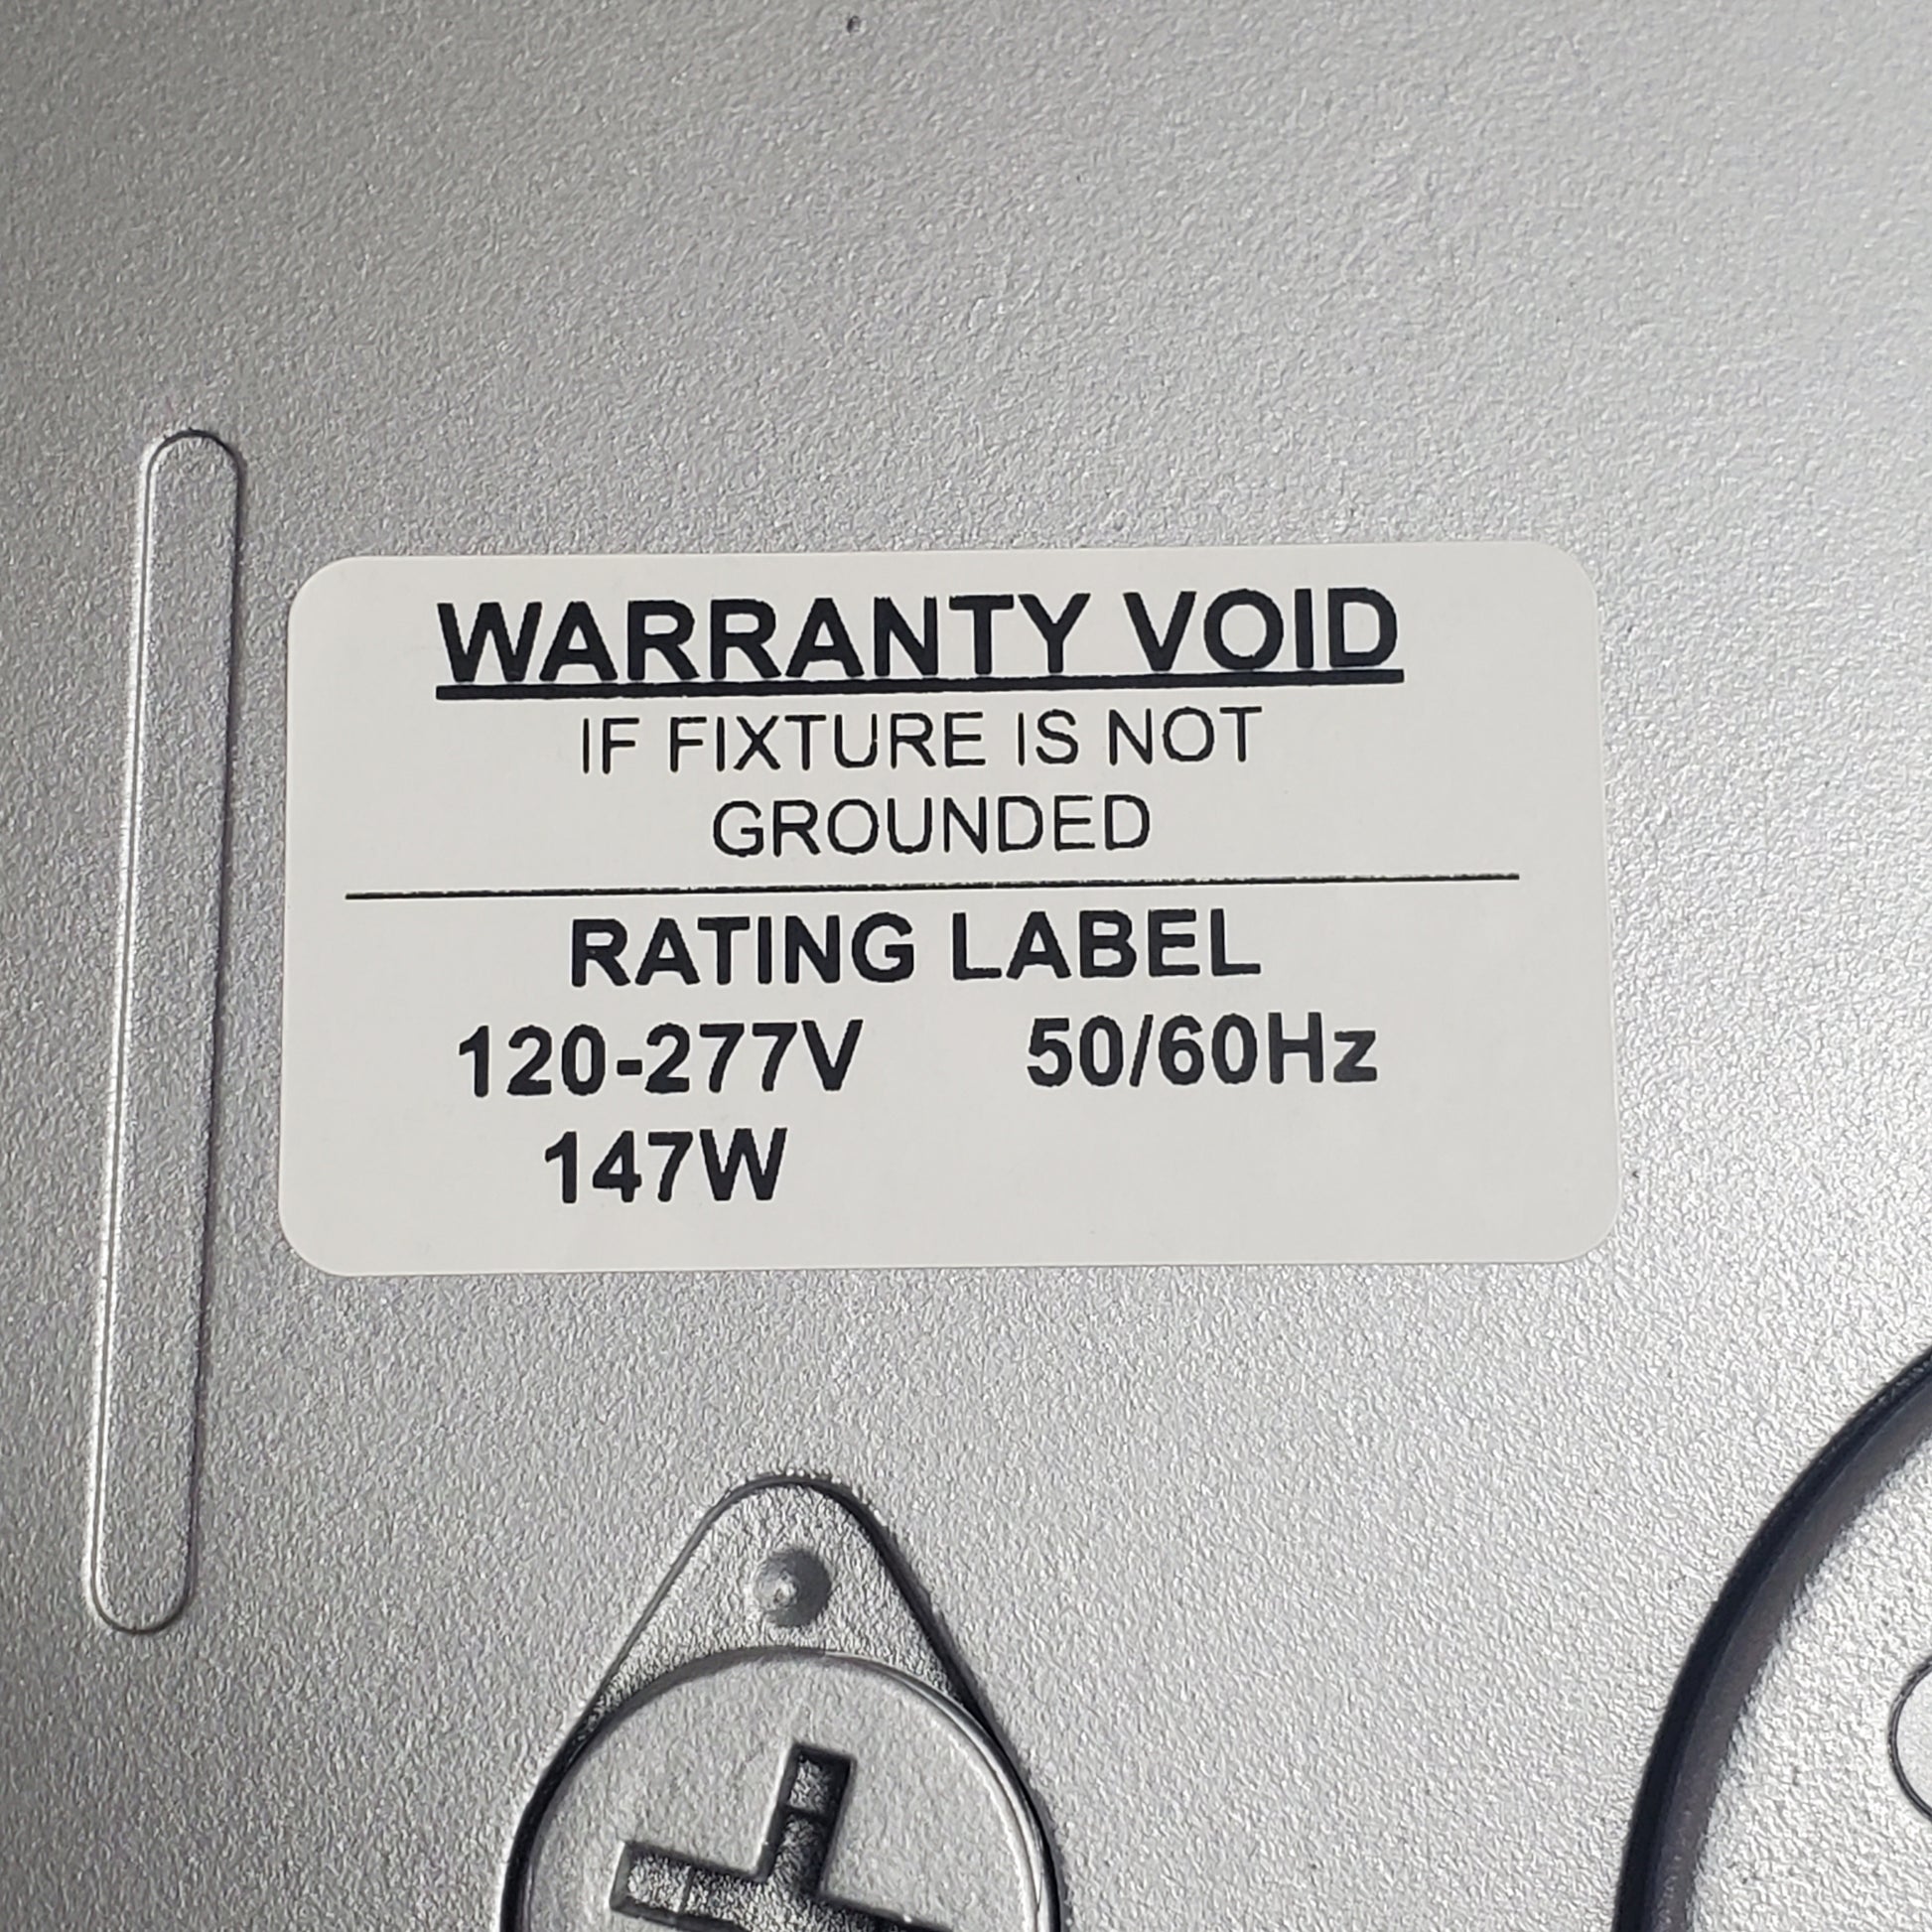 WARRANTY VOID
IF FIXTURE IS NOT
GROUNDED
RATING LABEL
120-277V 50/60Hz
147W